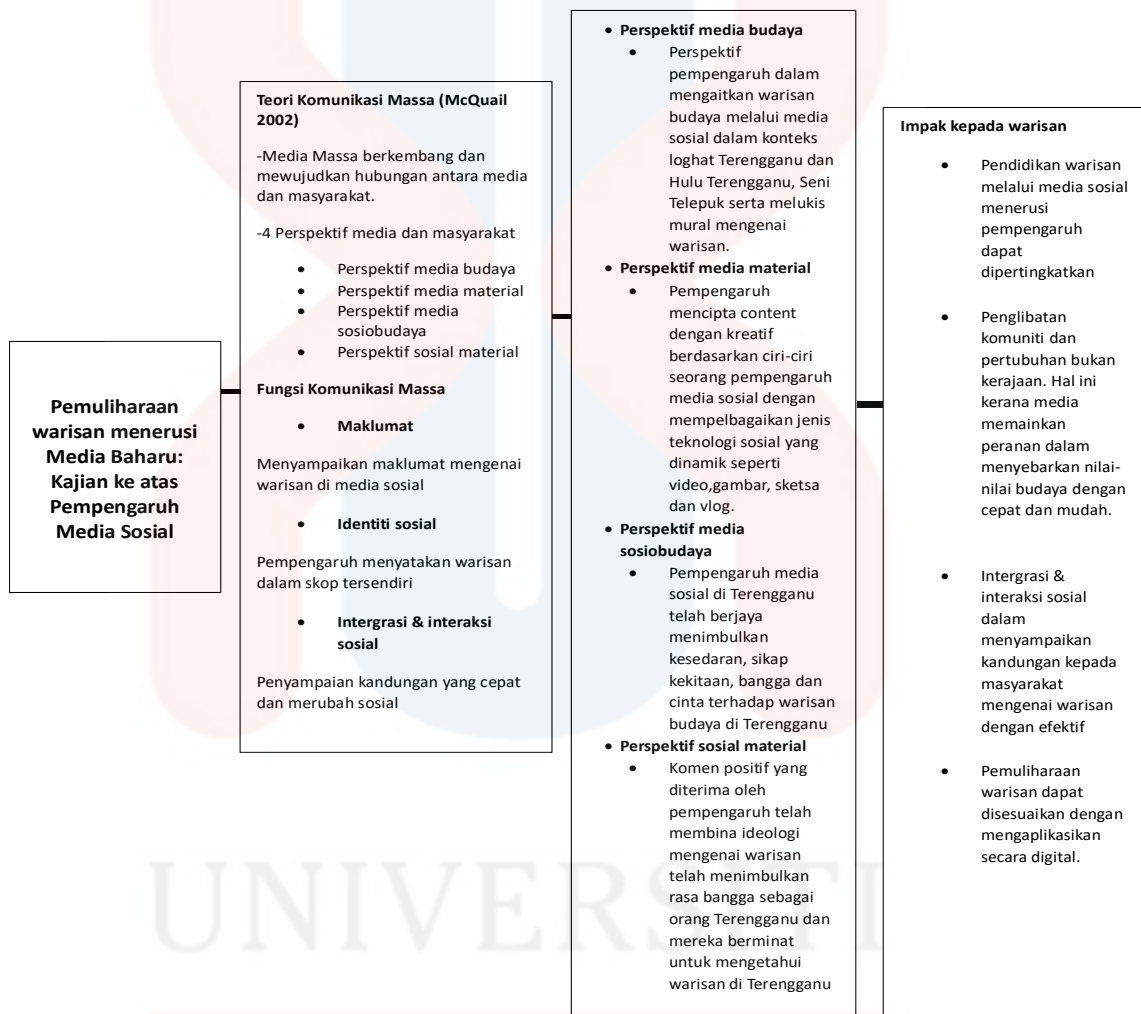 Pemuliharaan
warisan menerusi
Media Baharu:
Kajian ke atas
Pempengaruh
Media Sosial
Teori Komunikasi Massa (McQuail
2002)
-Media Massa berkembang dan
mewujudkan hubungan antara media
dan masyarakat.
-4 Perspektif media dan masyarakat
• Perspektif media budaya
• Perspektif media material
• Perspektif media
sosiobudaya
• Perspektif sosial material
Fungsi Komunikasi Massa
• Maklumat
Menyampaikan maklumat mengenai
warisan di media sosial
• Identiti sosial
Pempengaruh menyatakan warisan
dalam skop tersendiri
• Intergrasi & interaksi
sosial
Penyampaian kandungan yang cepat
dan merubah sosial
• Perspektif media budaya
• Perspektif
pempengaruh dalam
mengaitkan warisan
budaya melalui media
sosial dalam konteks
loghat Terengganu dan
Hulu Terengganu, Seni
Telepuk serta melukis
mural mengenai
warisan.
• Perspektif media material
• Pempengaruh
mencipta content
dengan kreatif
berdasarkan ciri-ciri
seorang pempengaruh
media sosial dengan
mempelbagaikan jenis
teknologi sosial yang
dinamik seperti
video,gambar, sketsa
dan vlog.
• Perspektif media
sosiobudaya
• Pempengaruh media
sosial di Terengganu
telah berjaya
menimbulkan
kesedaran, sikap
kekitaan, bangga dan
cinta terhadap warisan
budaya di Terengganu
• Perspektif sosial material
• Komen positif yang
diterima oleh
pempengaruh telah
membina ideologi
mengenai warisan
telah menimbulkan
rasa bangga sebagai
orang Terengganu dan
mereka berminat
untuk mengetahui
warisan di Terengganu
Impak kepada warisan
• Pendidikan warisan
melalui media sosial
menerusi
pempengaruh
dapat
dipertingkatkan
• Penglibatan
komuniti dan
pertubuhan bukan
kerajaan. Hal ini
kerana media
memainkan
peranan dalam
menyebarkan nilai-
nilai budaya dengan
cepat dan mudah.
• Intergrasi &
interaksi sosial
dalam
menyampaikan
kandungan kepada
masyarakat
mengenai warisan
dengan efektif
• Pemuliharaan
warisan dapat
disesuaikan dengan
mengaplikasikan
secara digital.
UNIVERSITI